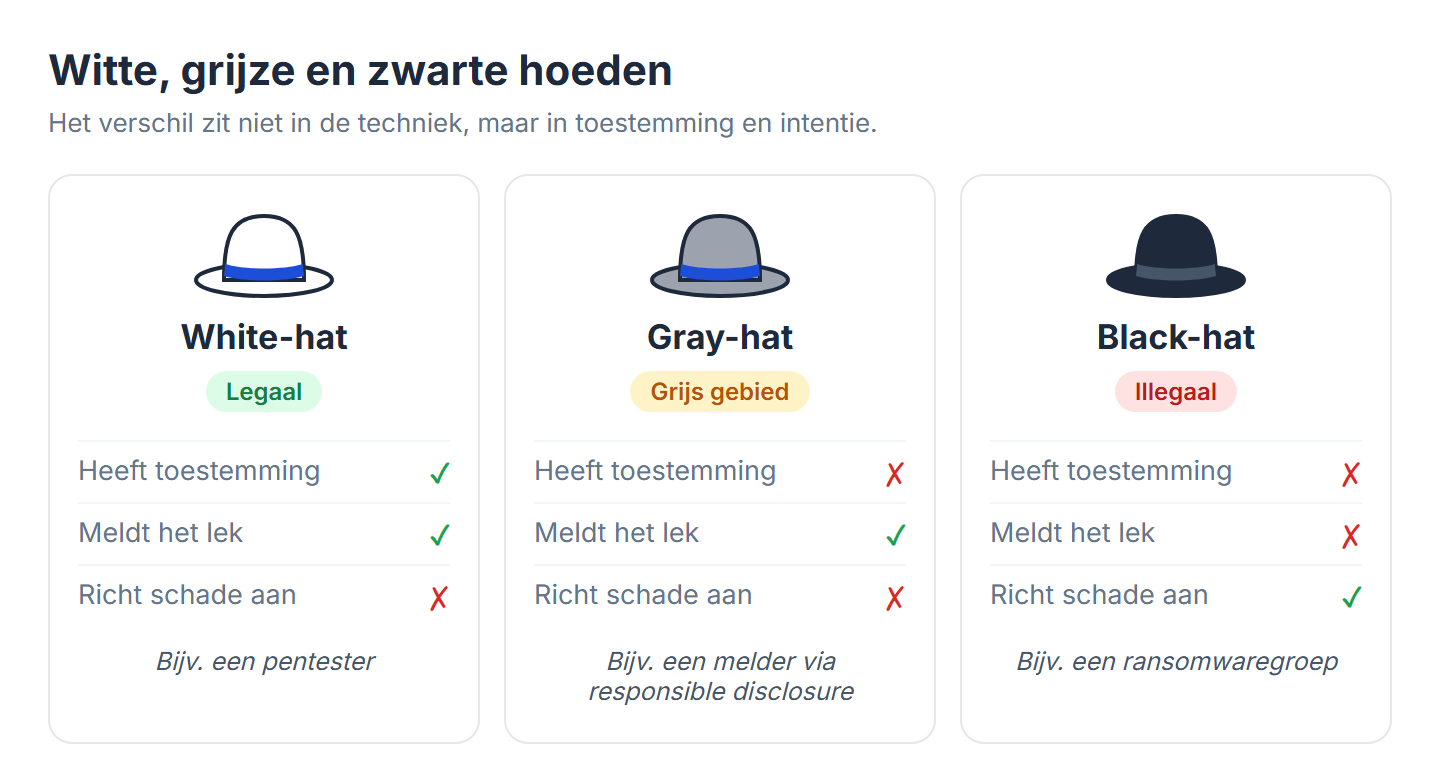 Witte, grijze en zwarte hoeden
Het verschil zit niet in de techniek, maar in toestemming en intentie.
White-hat
Legaal
Heeft toestemming ✓
Meldt het lek ✓
Richt schade aan ✗
Bijv. een pentester
Gray-hat
Grijs gebied
Heeft toestemming ✗
Meldt het lek ✓
Richt schade aan ✗
Bijv. een melder via
responsible disclosure
Black-hat
Illegaal
Heeft toestemming ✗
Meldt het lek ✗
Richt schade aan ✓
Bijv. een ransomwaregroep